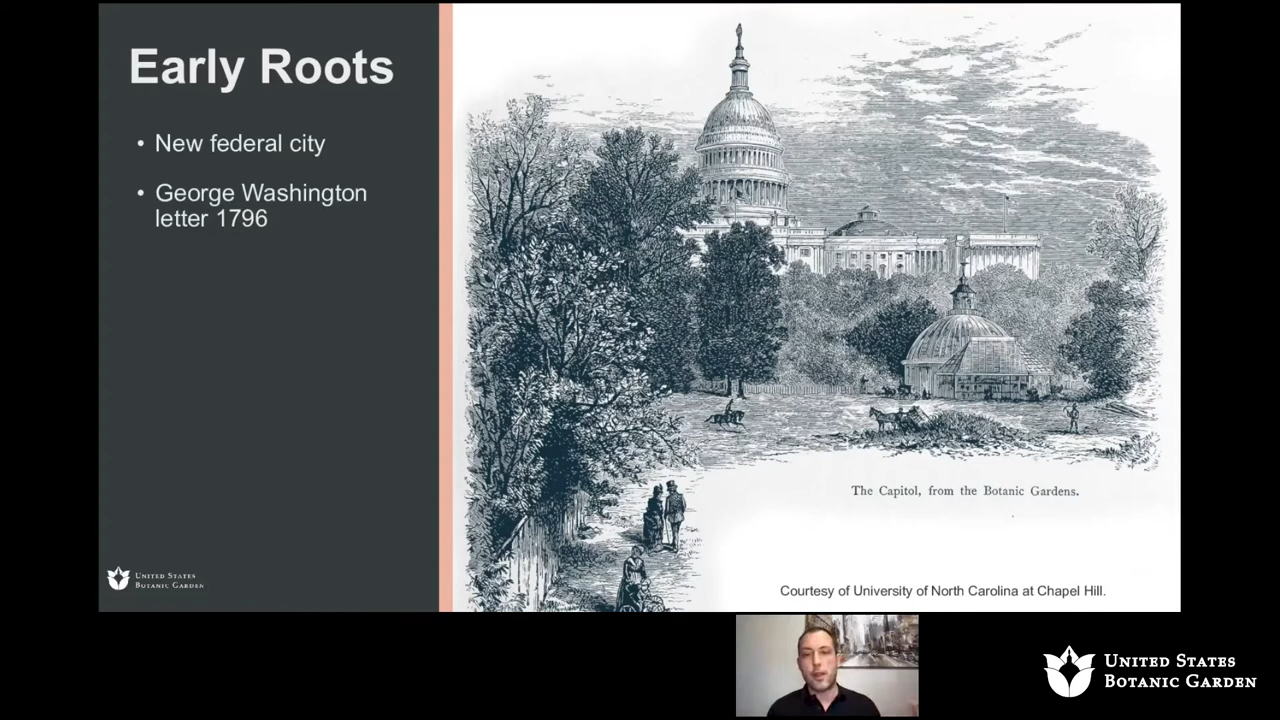 Early Roots
• New federal city
• George Washington
letter 1796
The Capitol, from the Botanic Gardens.
Courtesy of University of North Carolina at Chapel Hill.
UNITED STATES
BOTANIC GARDEN
UNITED STATES
BOTANIC GARDEN